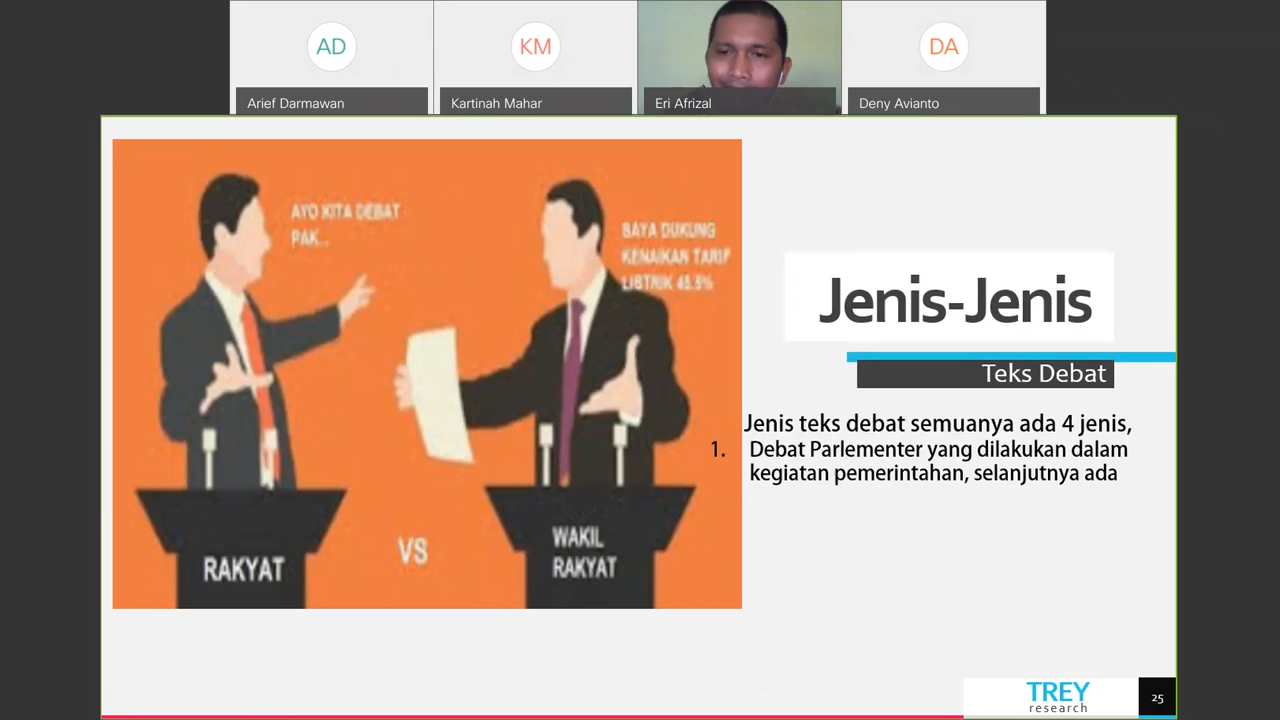 AD
KM
DA
Arief Darmawan
Kartinah Mahar
Eri Afrizal
Deny Avianto
AYO KITA DEBAT
PAK...
SAYA DUKUNG
KENAIKAN TARIF
LISTRIK 45.5%
RAKYAT
VS
WAKIL
RAKYAT
Jenis-Jenis
Teks Debat
Jenis teks debat semuanya ada 4 jenis,
1. Debat Parlementer yang dilakukan dalam
kegiatan pemerintahan, selanjutnya ada
TREY
research
25